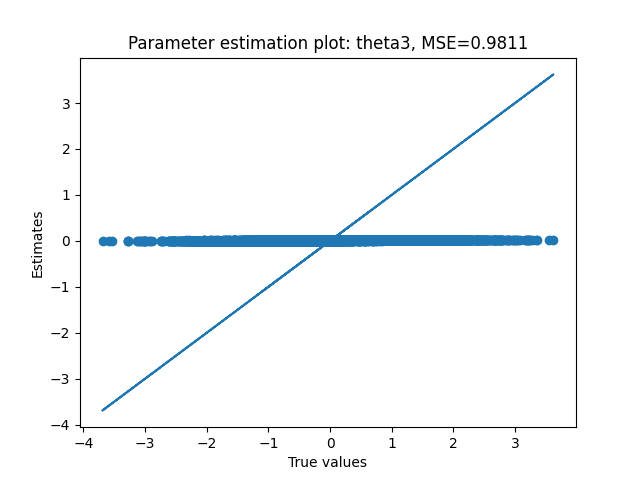 Parameter estimation plot: theta3, MSE=0.9811
3
2
1
0
−1
−2
−3
−4
Estimates
−4 −3 −2 −1 0 1 2 3
True values